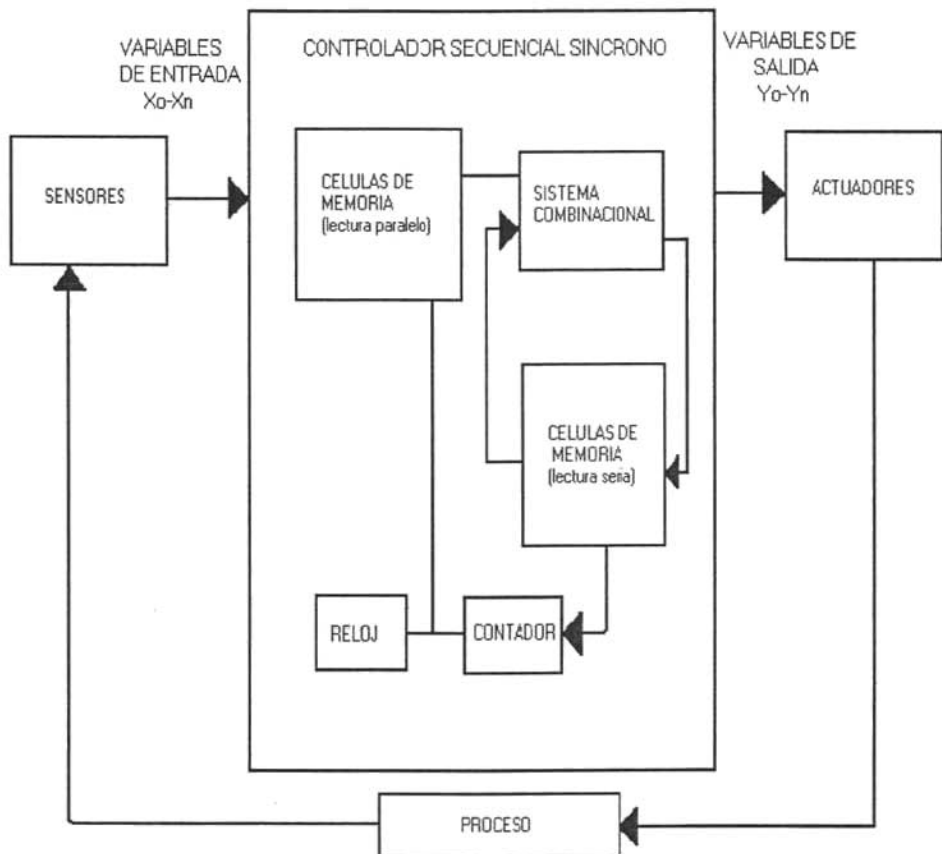 VARIABLES
DE ENTRADA
Xo-Xn
CONTROLADOR SECUENCIAL SINCRONO
VARIABLES DE
SALIDA
Yo-Yn
SENSORES
CELULAS DE
MEMORIA
(lectura paralelo)
SISTEMA
COMBINACIONAL
ACTUADORES
CELULAS DE
MEMORIA
(lectura seria)
RELOJ
CONTADOR
PROCESO